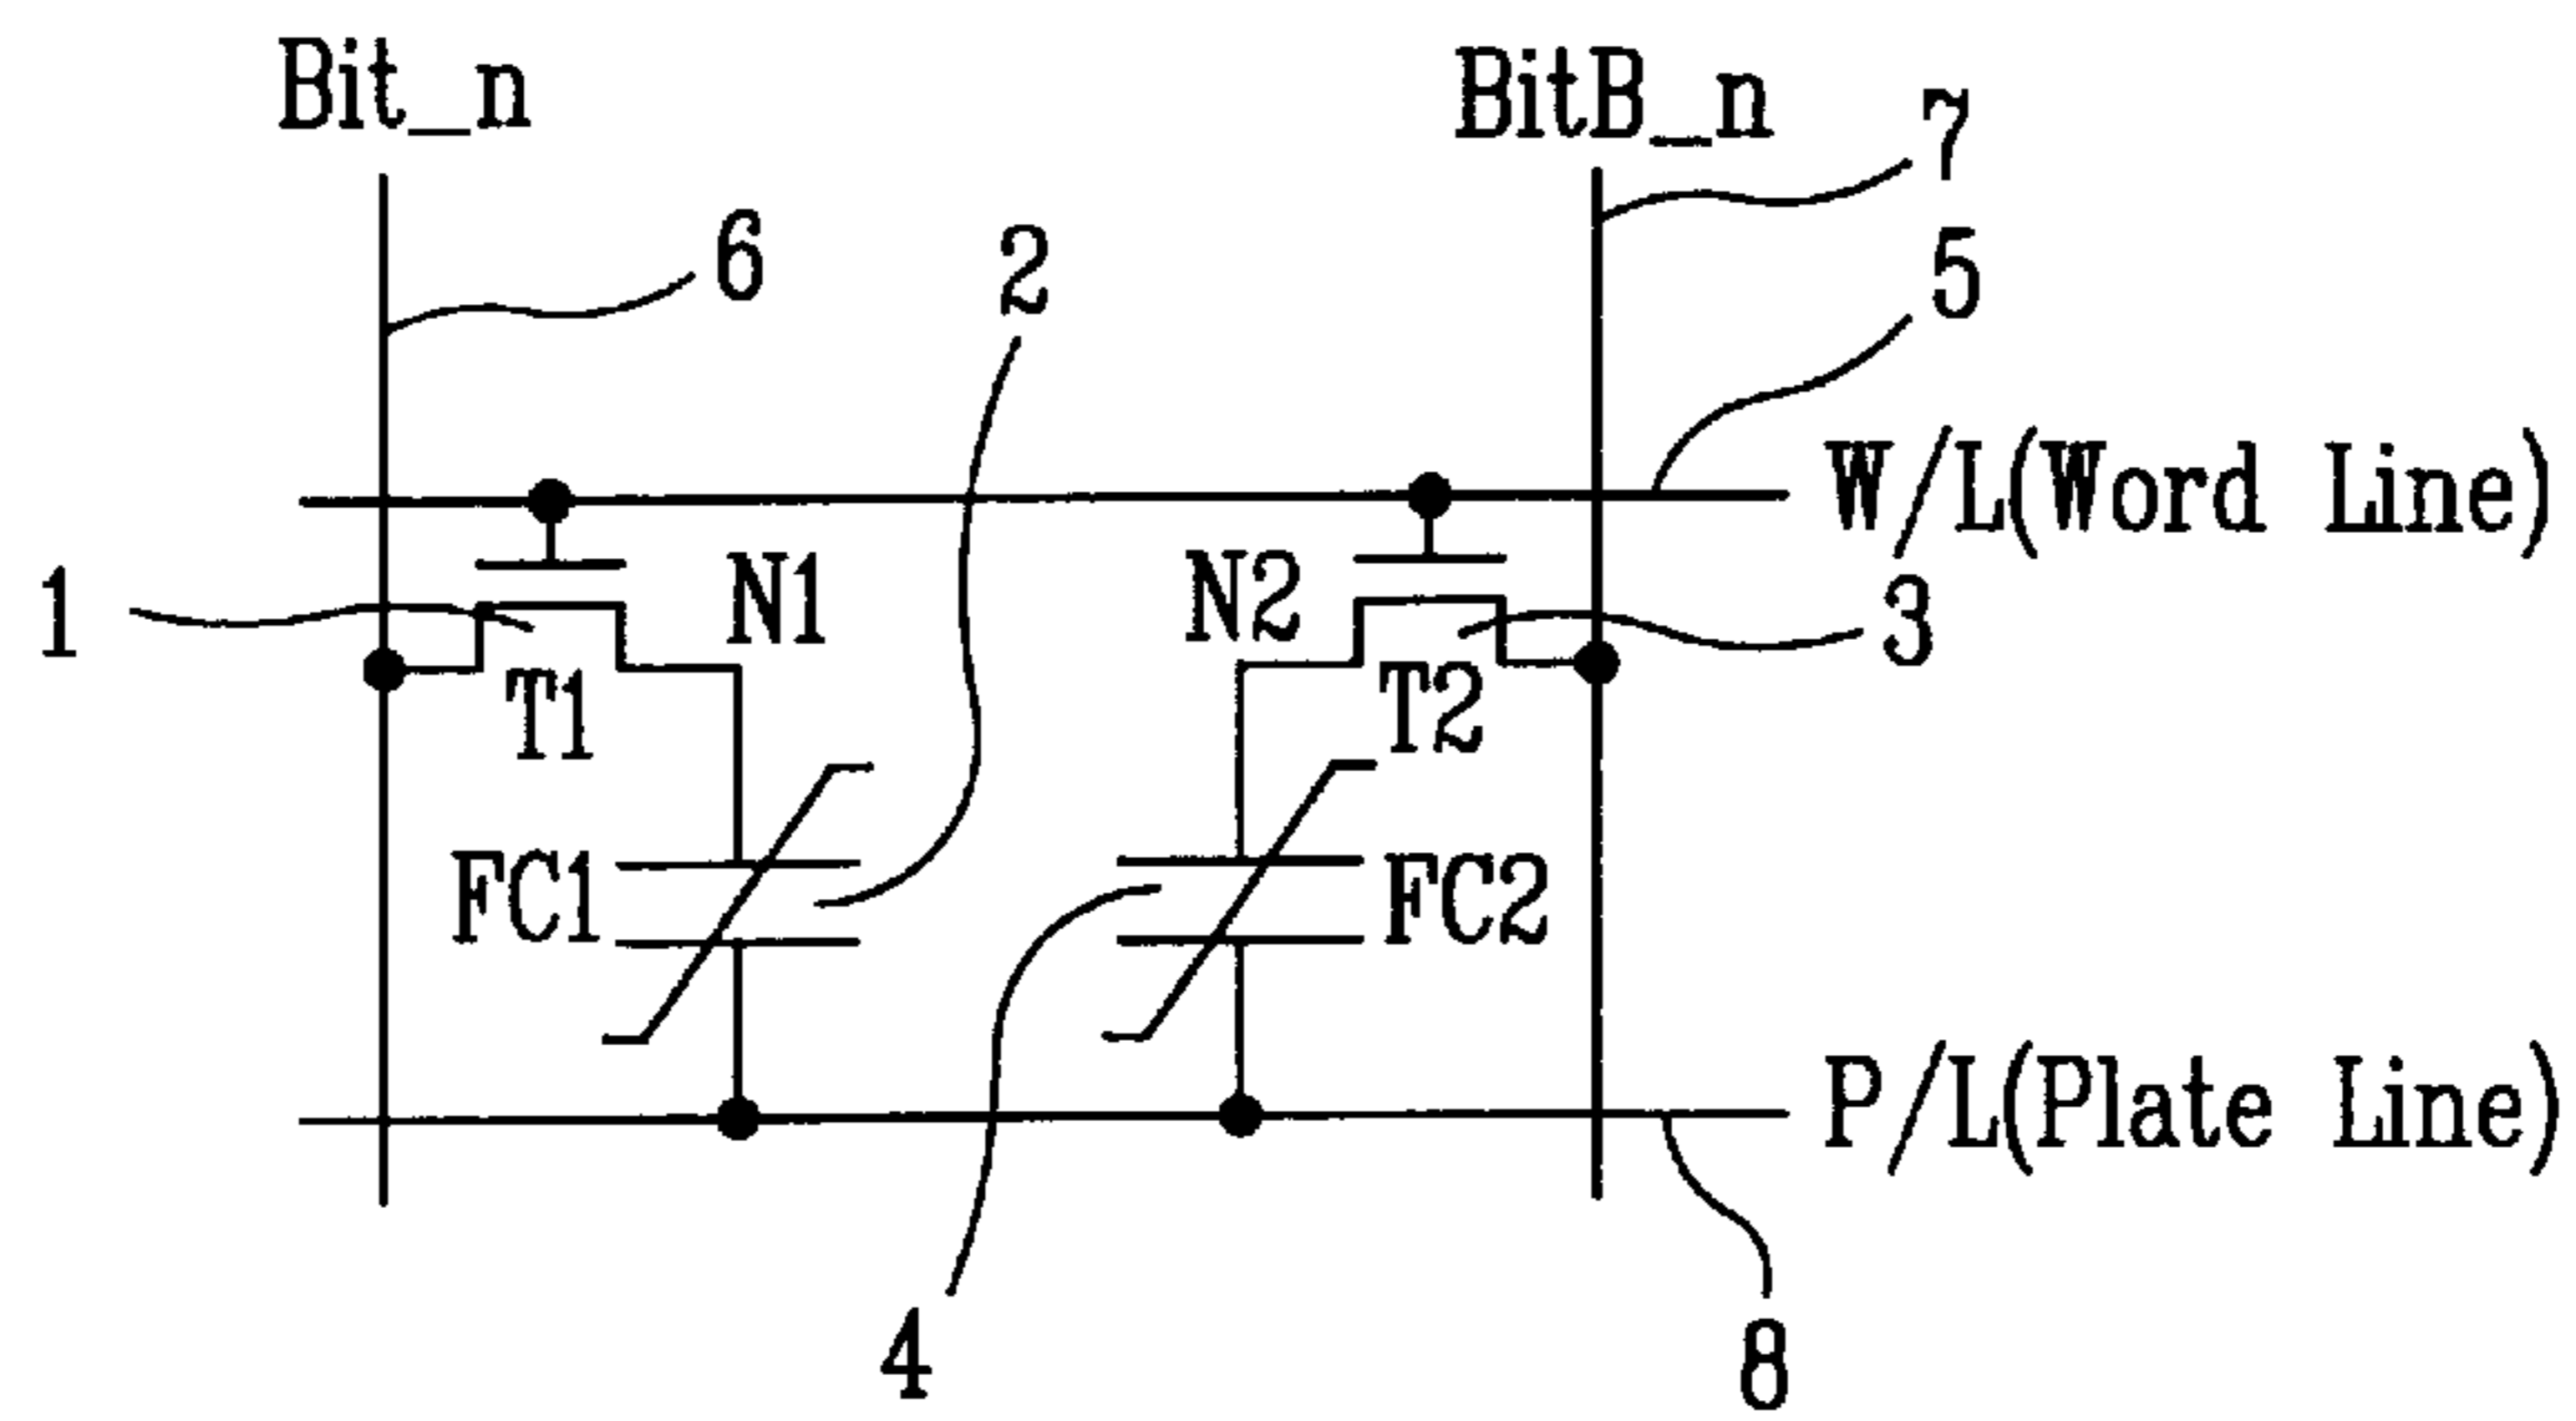 Bit_n
BitB_n
7
6
2
5
W/L(Word Line)
1
N1
N2
3
T1
T2
FC1
FC2
P/L(Plate Line)
4
8